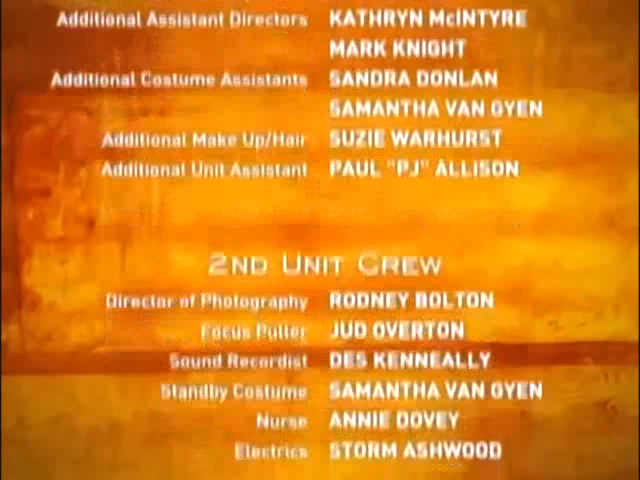 Additional Assistant Directors KATHRYN McINTYRE
MARK KNIGHT
Additional Costume Assistants SANDRA DONLAN
SAMANTHA VAN GYEN
Additional Make Up/Hair SUZIE WARHURST
Additional Unit Assistant PAUL "PJ" ALLISON
2ND UNIT CREW
Director of Photography RODNEY BOLTON
Focus Puller JUD OVERTON
Sound Recordist DES KENNEALLY
Standby Costume SAMANTHA VAN GYEN
Nurse ANNIE DOVEY
Electrics STORM ASHWOOD